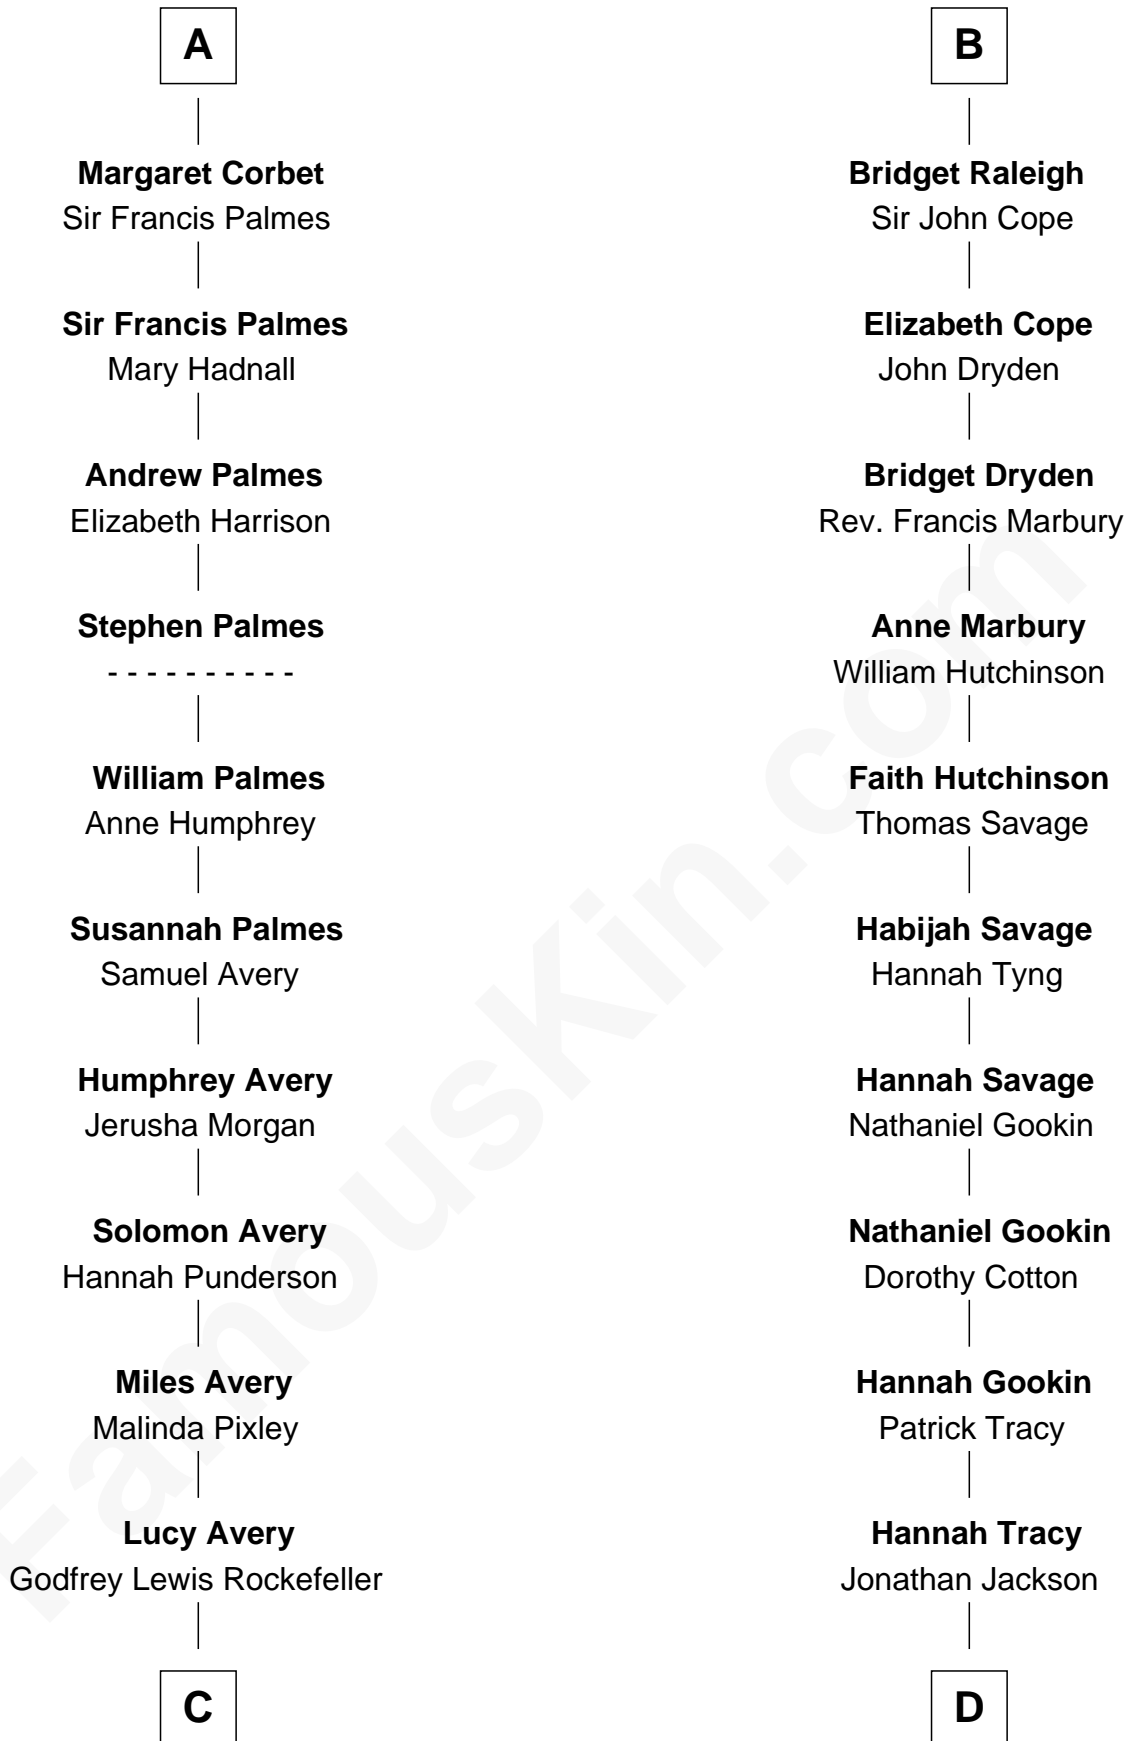 A
Margaret Corbet
Sir Francis Palmes
Sir Francis Palmes
Mary Hadnall
Andrew Palmes
Elizabeth Harrison
Stephen Palmes
- - - - - - - - - -
William Palmes
Anne Humphrey
Susannah Palmes
Samuel Avery
Humphrey Avery
Jerusha Morgan
Solomon Avery
Hannah Punderson
Miles Avery
Malinda Pixley
Lucy Avery
Godfrey Lewis Rockefeller
C
B
Bridget Raleigh
Sir John Cope
Elizabeth Cope
John Dryden
Bridget Dryden
Rev. Francis Marbury
Anne Marbury
William Hutchinson
Faith Hutchinson
Thomas Savage
Habijah Savage
Hannah Tyng
Hannah Savage
Nathaniel Gookin
Nathaniel Gookin
Dorothy Cotton
Hannah Gookin
Patrick Tracy
Hannah Tracy
Jonathan Jackson
D
FamousKin.com